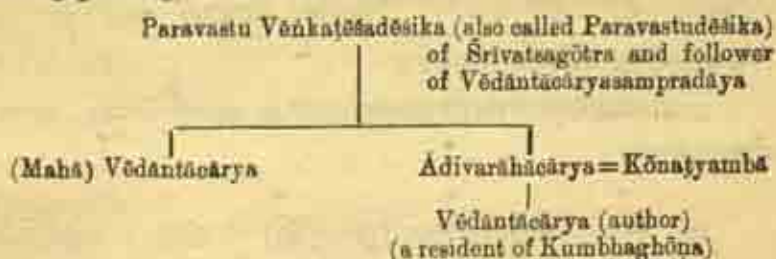 Paravastu Vēṅkaṭēśadēśika (also called Paravastudēśika)
of Śrīvatsagōtra and follower
of Vēdāntācāryasampradāya
(Mahā) Vēdāntācārya
Ādivarāhācārya=Kōnaṭyambā
Vēdāntācārya (author)
(a resident of Kumbhaghōṇa)